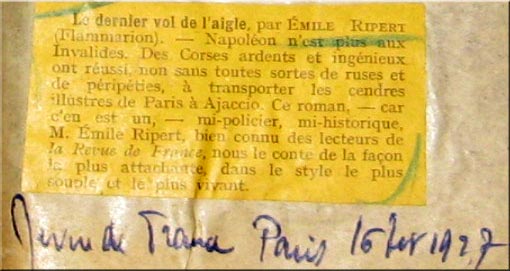 Le dernier vol de l'aigle, par ÉMILE RIPERT
(Flammarion). — Napoléon n'est plus aux
Invalides. Des Corses ardents et ingénieux
ont réussi, non sans toutes sortes de ruses et
de péripéties, à transporter les cendres
illustres de Paris à Ajaccio. Ce roman, — car
c'en est un, — mi-policier, mi-historique,
M. Émile Ripert, bien connu des lecteurs de
la Revue de France, nous le conte de la façon
la plus attachante, dans le style le plus
souple et le plus vivant.
Revue de France Paris 15 fev 1927